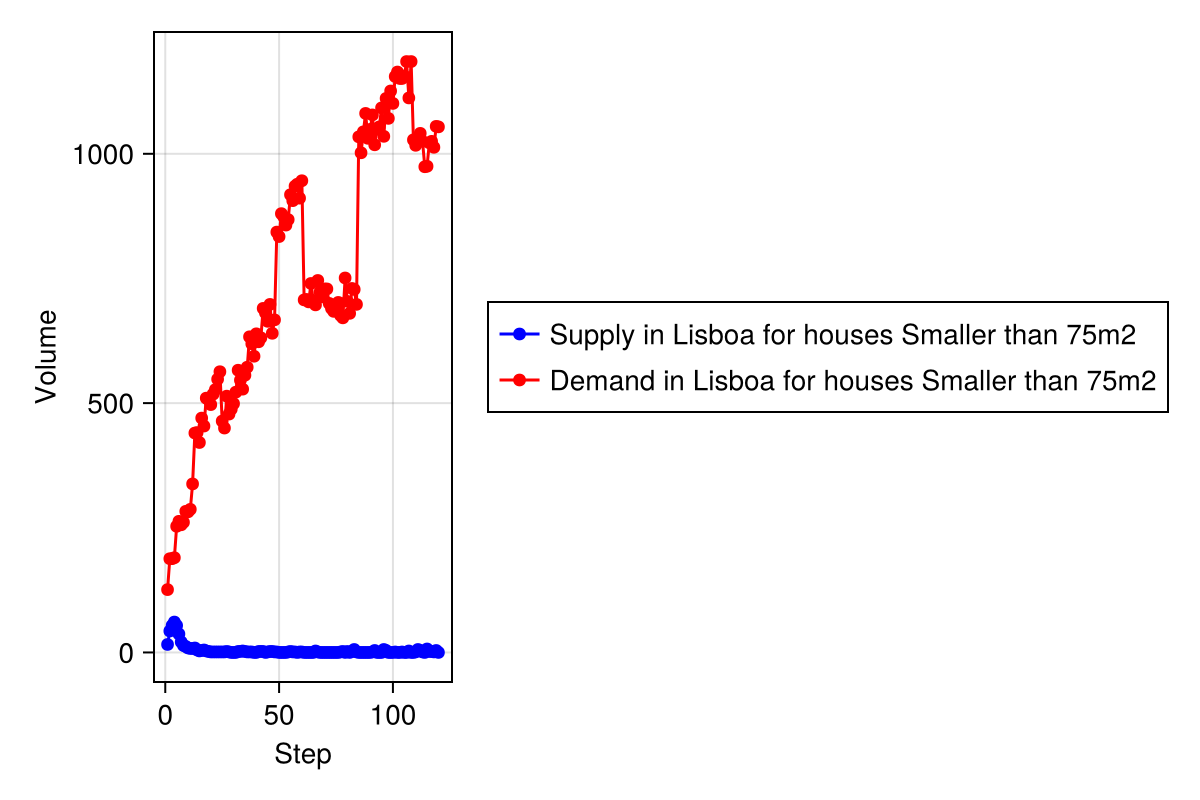 1000
500
0
Volume
0 50 100
Step
Supply in Lisboa for houses Smaller than 75m2
Demand in Lisboa for houses Smaller than 75m2